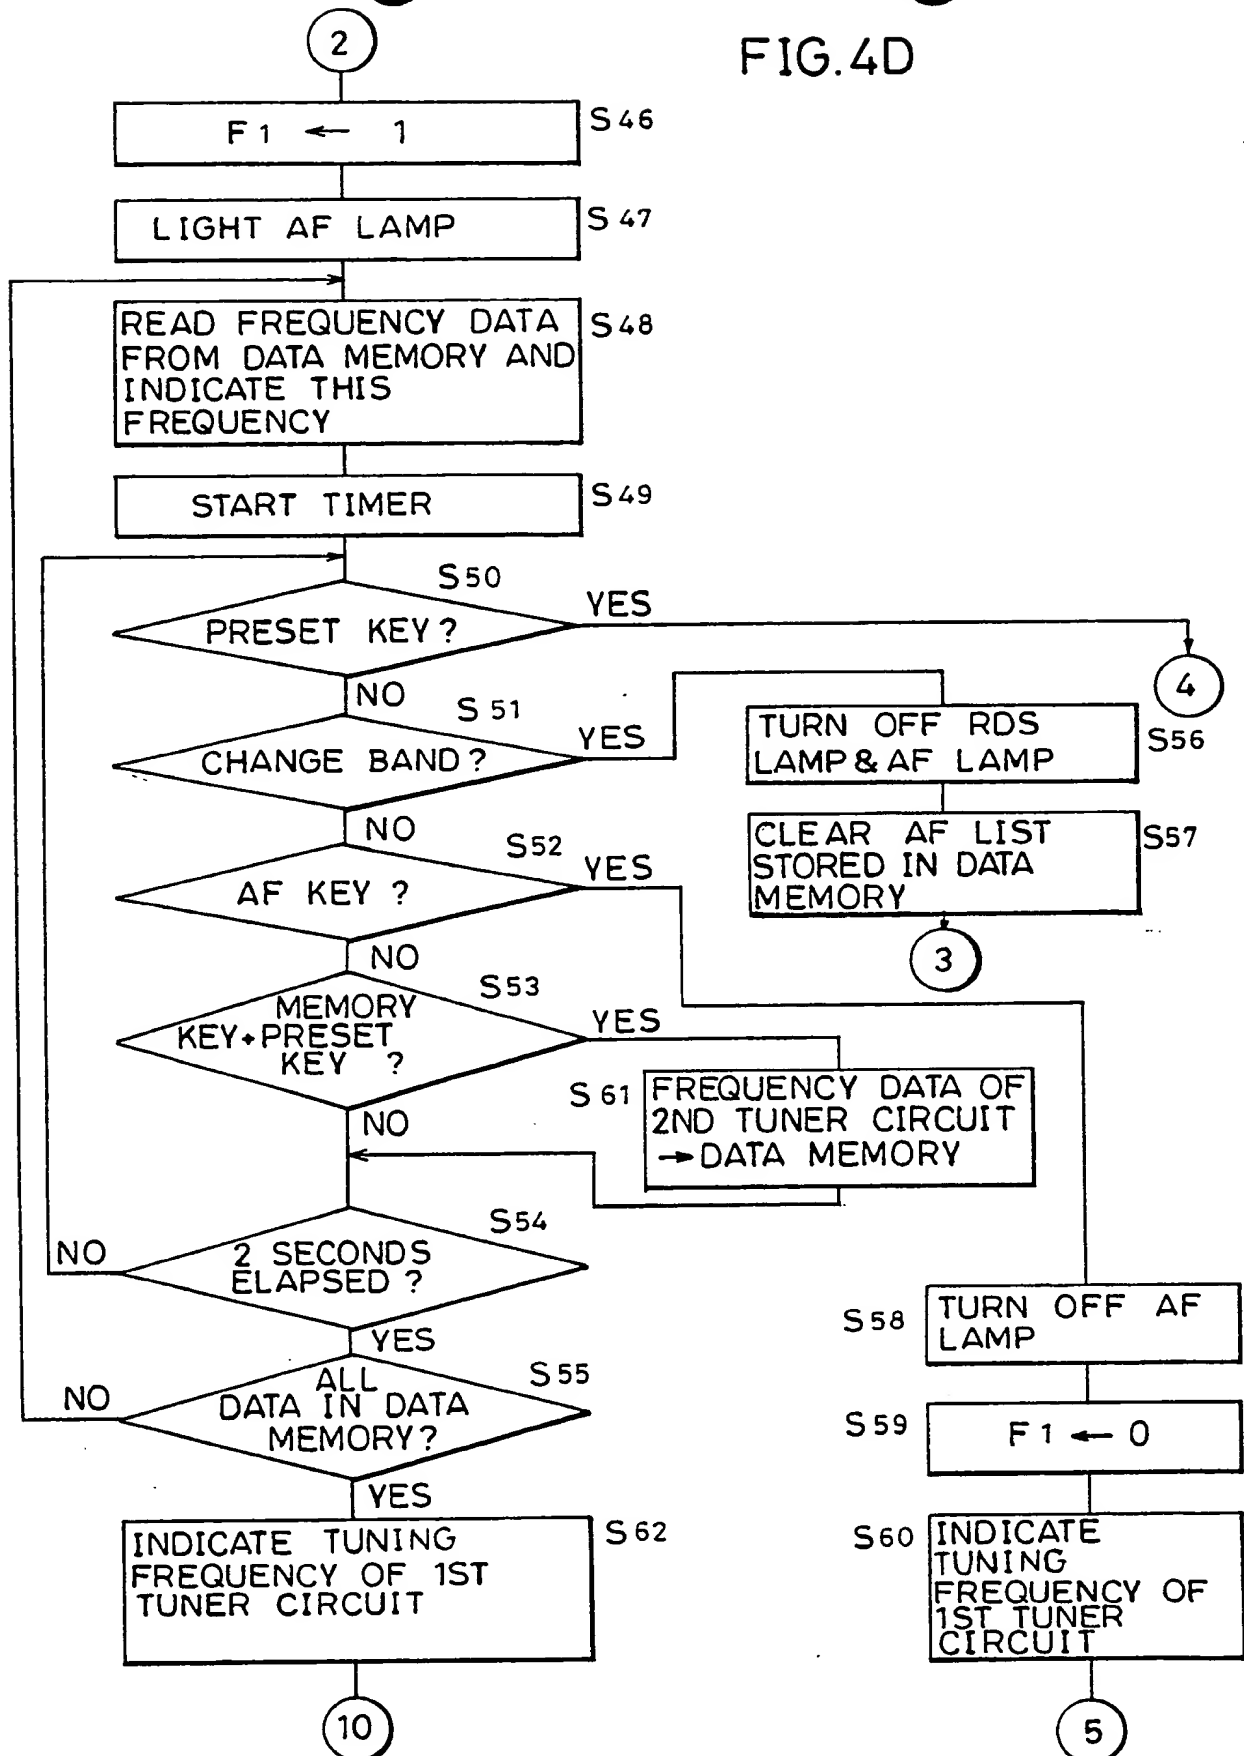 FIG.4D
2
F1 ← 1
S46
LIGHT AF LAMP
S47
READ FREQUENCY DATA
FROM DATA MEMORY AND
INDICATE THIS
FREQUENCY
S48
START TIMER
S49
S50
PRESET KEY?
YES
4
NO
S51
CHANGE BAND?
YES
TURN OFF RDS
LAMP & AF LAMP
S56
NO
CLEAR AF LIST
STORED IN DATA
MEMORY
S57
3
S52
AF KEY ?
YES
NO
S53
MEMORY
KEY+PRESET
KEY ?
YES
S61
FREQUENCY DATA OF
2ND TUNER CIRCUIT
→ DATA MEMORY
NO
S54
2 SECONDS
ELAPSED ?
NO
YES
S55
ALL
DATA IN DATA
MEMORY?
NO
YES
INDICATE TUNING
FREQUENCY OF 1ST
TUNER CIRCUIT
S62
10
S58
TURN OFF AF
LAMP
S59
F1 ← 0
S60
INDICATE
TUNING
FREQUENCY OF
1ST TUNER
CIRCUIT
5